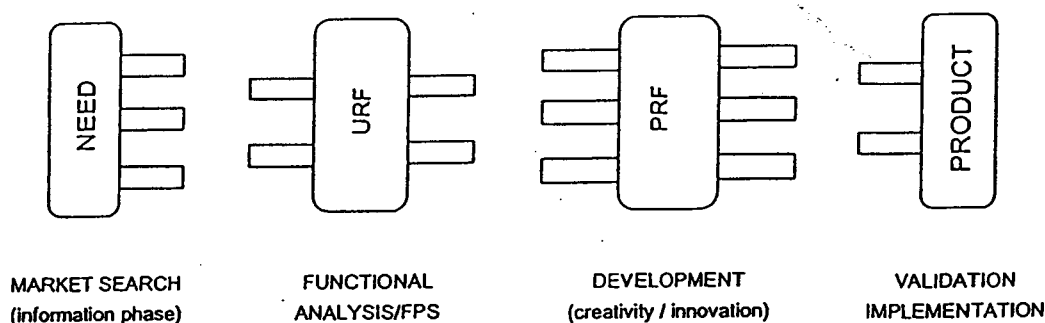 NEED
URF
PRF
PRODUCT
MARKET SEARCH
(information phase)
FUNCTIONAL
ANALYSIS/FPS
DEVELOPMENT
(creativity / innovation)
VALIDATION
IMPLEMENTATION